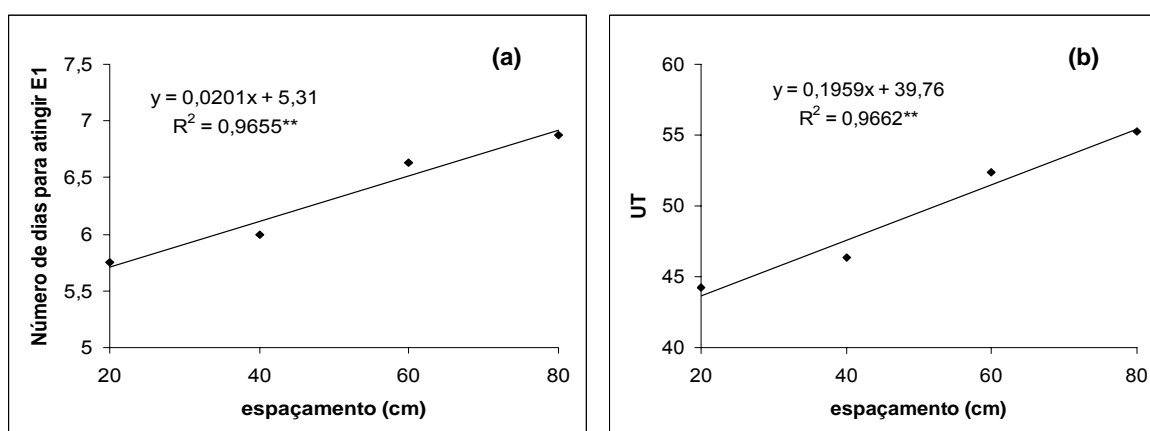 (a)
Número de dias para atingir E1
7,5
7
6,5
6
5,5
5
y = 0,0201x + 5,31
R² = 0,9655**
20 40 60 80
espaçamento (cm)
(b)
UT
60
55
50
45
40
y = 0,1959x + 39,76
R² = 0,9662**
20 40 60 80
espaçamento (cm)